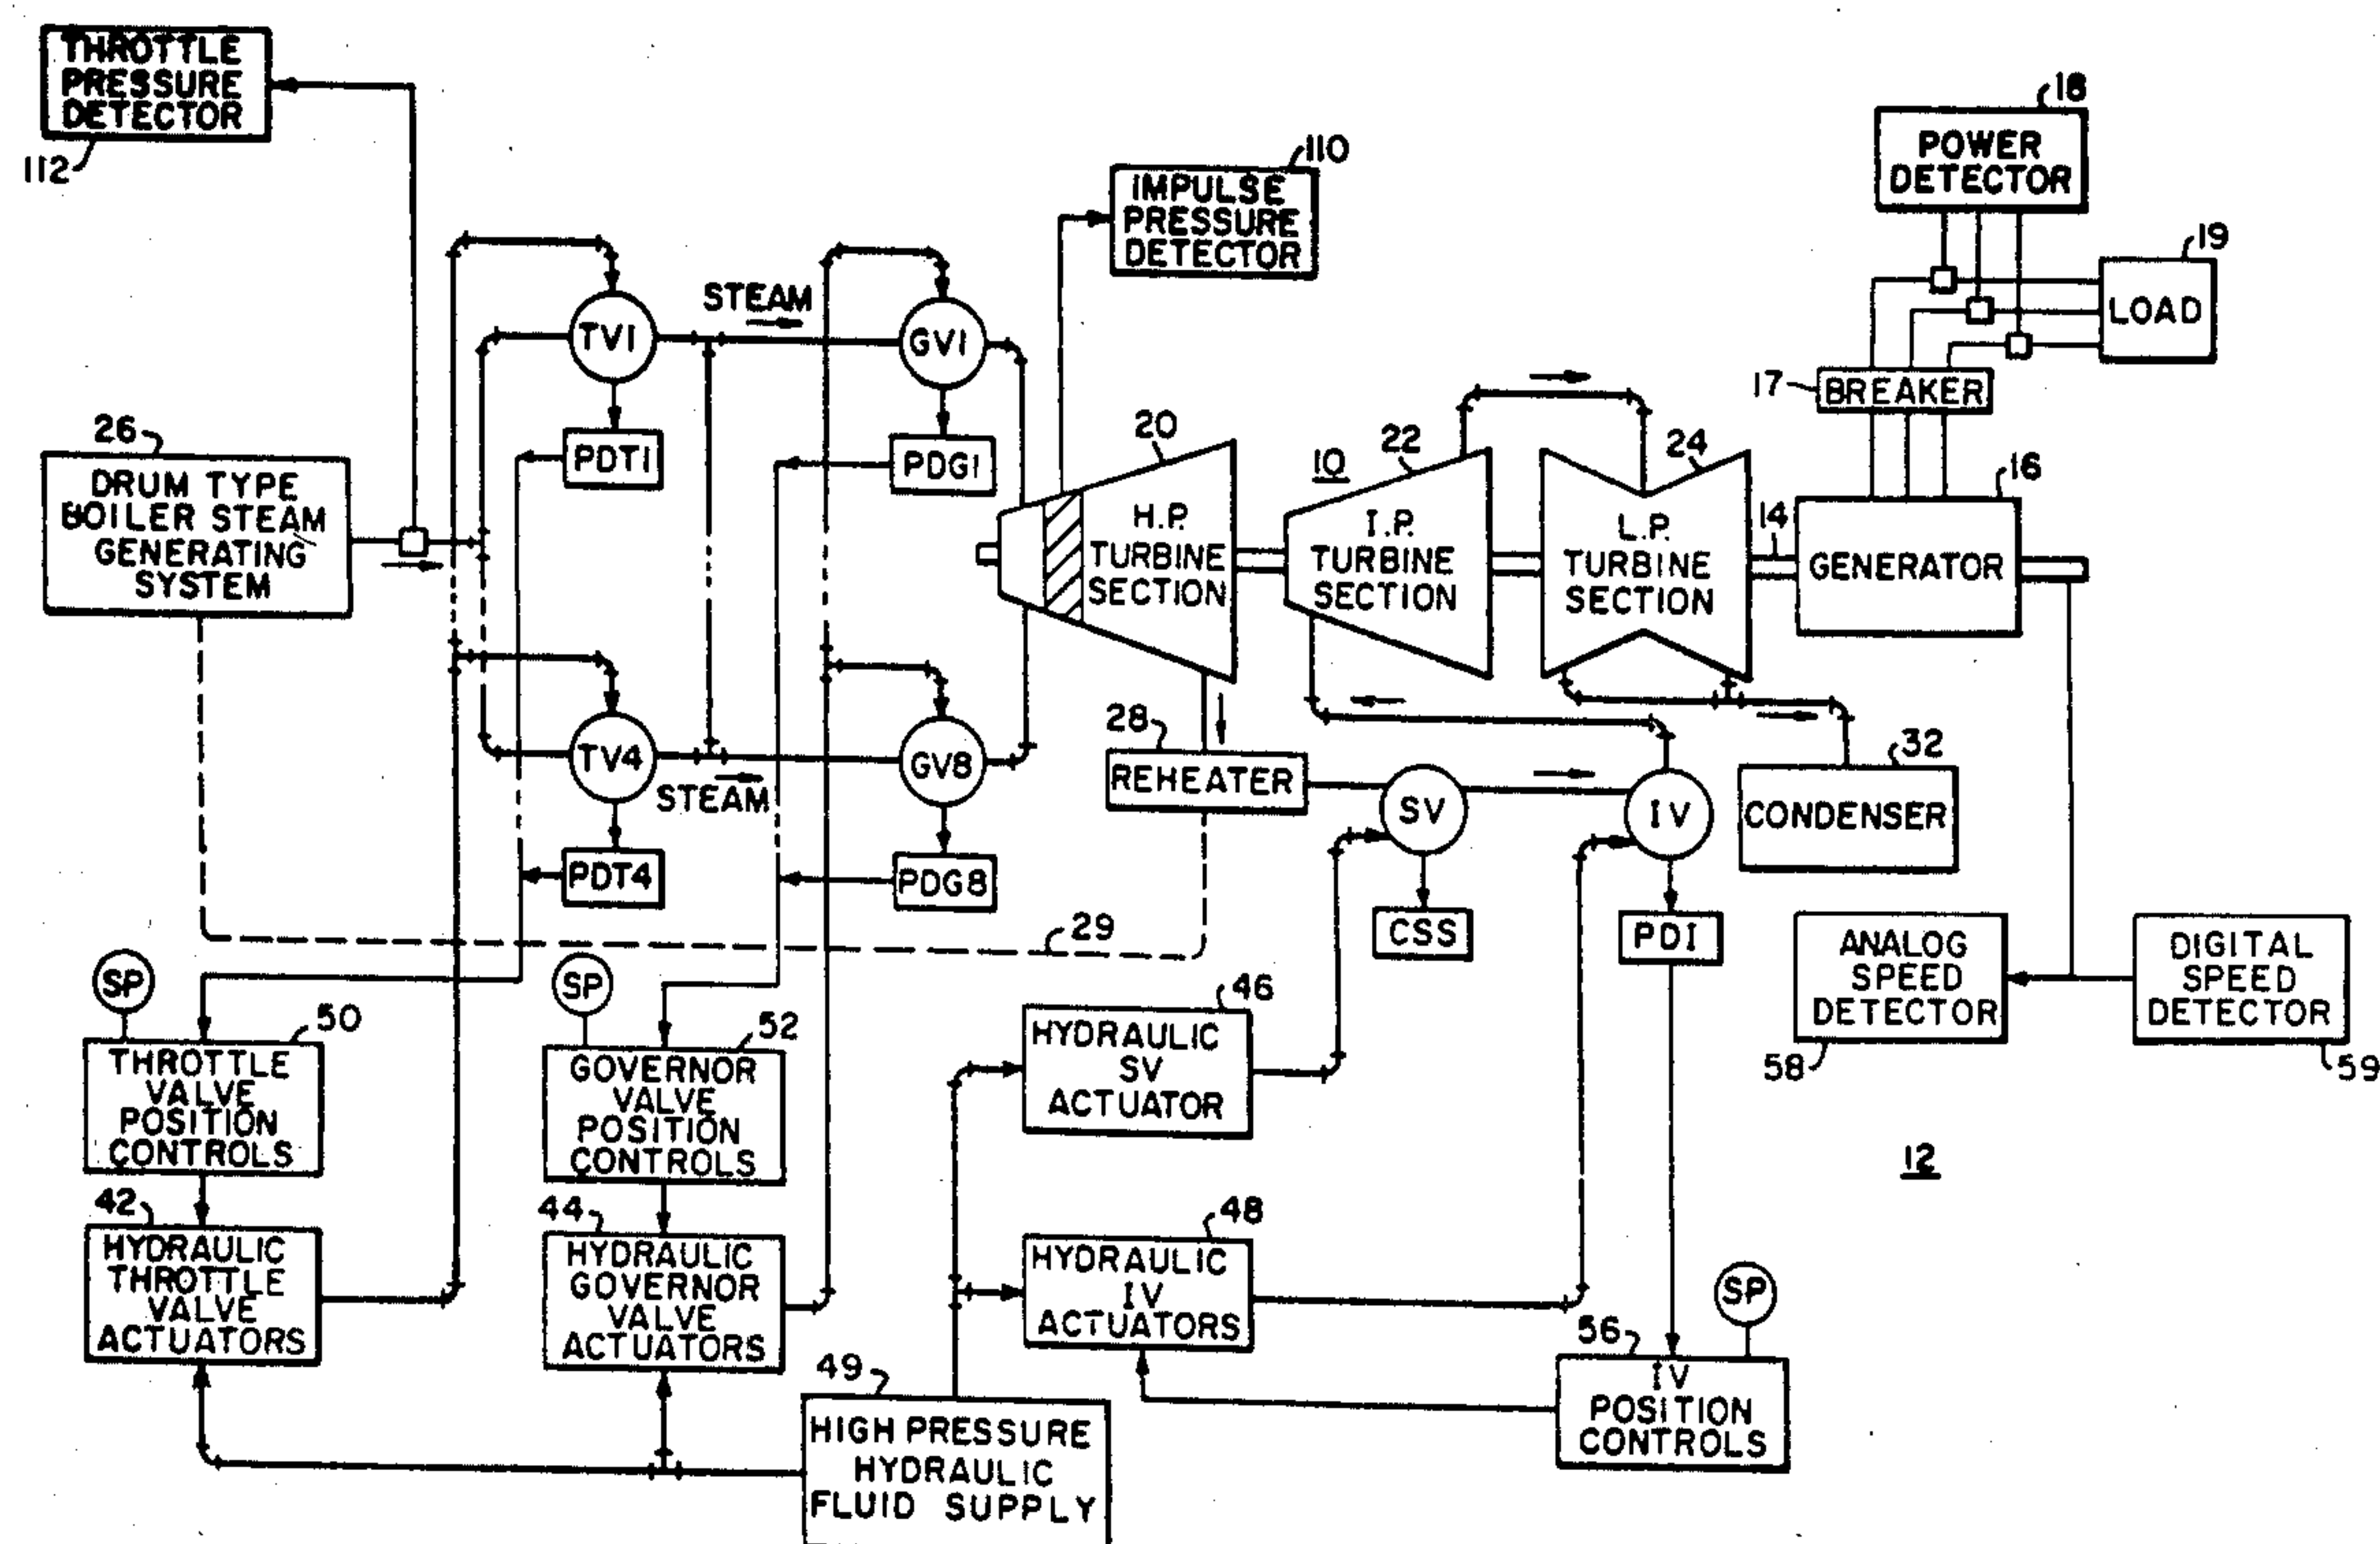 THROTTLE
PRESSURE
DETECTOR
112
110
IMPULSE
PRESSURE
DETECTOR
18
POWER
DETECTOR
19
LOAD
17
BREAKER
STEAM
TV1
GV1
PDT1
PDG1
26
DRUM TYPE
BOILER STEAM
GENERATING
SYSTEM
20
H.P.
TURBINE
SECTION
10
22
I.P.
TURBINE
SECTION
24
L.P.
TURBINE
SECTION
14
16
GENERATOR
TV4
STEAM
GV8
PDT4
PDG8
28
REHEATER
SV
IV
32
CONDENSER
CSS
PDI
29
ANALOG
SPEED
DETECTOR
58
DIGITAL
SPEED
DETECTOR
59
SP
50
THROTTLE
VALVE
POSITION
CONTROLS
SP
52
GOVERNOR
VALVE
POSITION
CONTROLS
46
HYDRAULIC
SV
ACTUATOR
12
42
HYDRAULIC
THROTTLE
VALVE
ACTUATORS
44
HYDRAULIC
GOVERNOR
VALVE
ACTUATORS
48
HYDRAULIC
IV
ACTUATORS
SP
56
IV
POSITION
CONTROLS
49
HIGH PRESSURE
HYDRAULIC
FLUID SUPPLY